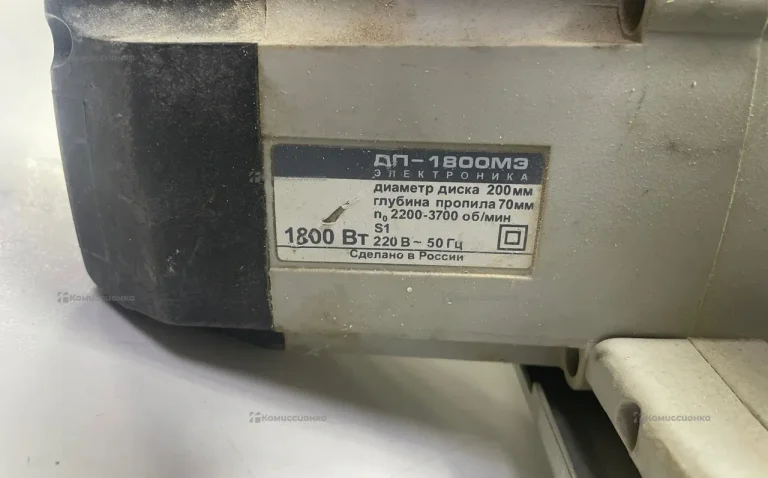 ДП-1800МЭ
ЭЛЕКТРОНИКА
диаметр диска 200мм
глубина пропила 70мм
n₀ 2200-3700 об/мин
S1
1800 Вт 220 В ~ 50 Гц
Сделано в России
Комиссионка
Комиссионка
Комиссионка
Комиссионка